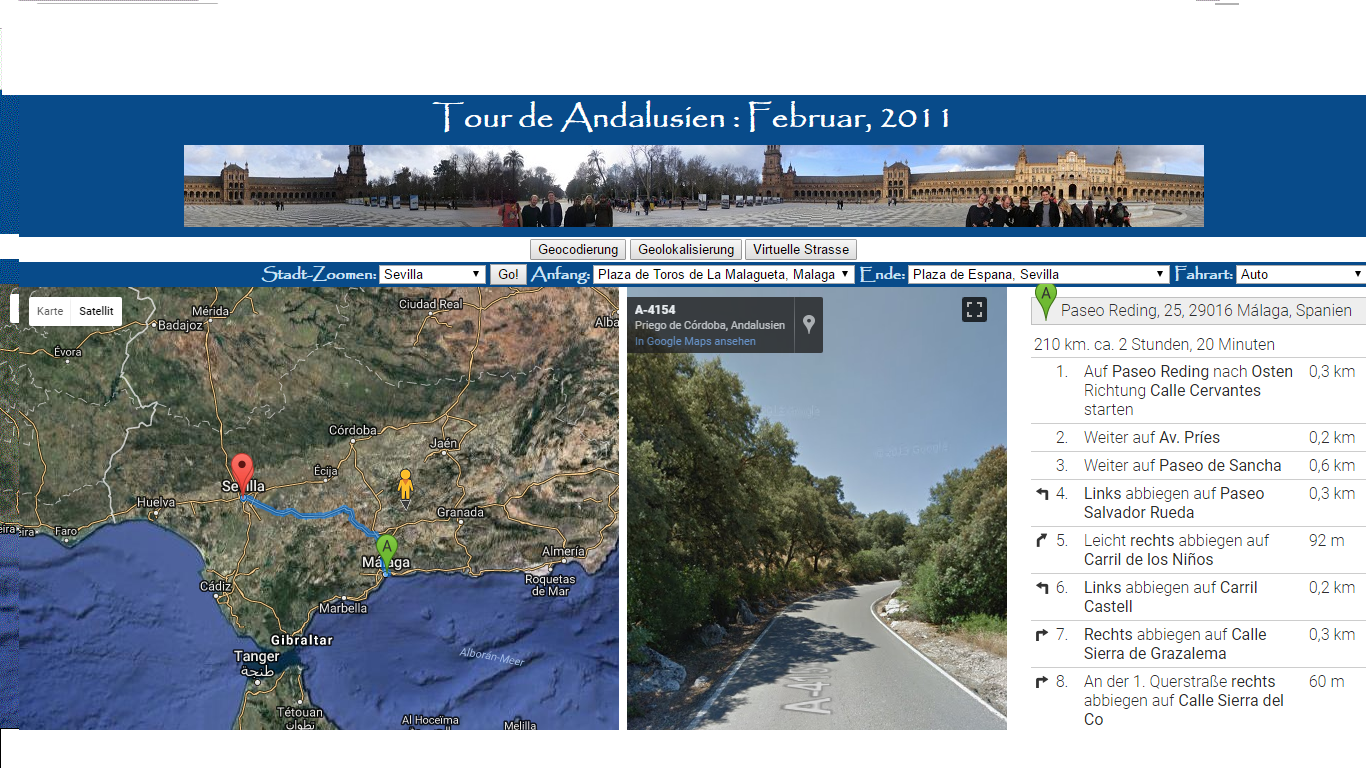 Tour de Andalusien : Februar, 2011
Geocodierung Geolokalisierung Virtuelle Strasse
Stadt-Zoomen: Sevilla Go! Anfang: Plaza de Toros de La Malagueta, Malaga Ende: Plaza de Espana, Sevilla Fahrart: Auto
Karte Satellit
Ciudad Real
Mérida
Badajoz
Alba
Évora
Córdoba
Jaén
Écija
Sevilla
Huelva
Granada
eira
eira
Faro
A
Málaga
Almería
Cádiz
Roquetas
de Mar
Marbella
Gibraltar
Tanger
طنجة
Alborán-Meer
Tétouan
تطوان
Al Hoceïma
Melilla
A-4154
Priego de Córdoba, Andalusien
In Google Maps ansehen
© 2013 Google
A-415
A
Paseo Reding, 25, 29016 Málaga, Spanien
210 km. ca. 2 Stunden, 20 Minuten
1. Auf Paseo Reding nach Osten 0,3 km
Richtung Calle Cervantes
starten
2. Weiter auf Av. Príes 0,2 km
3. Weiter auf Paseo de Sancha 0,6 km
4. Links abbiegen auf Paseo 0,3 km
Salvador Rueda
5. Leicht rechts abbiegen auf 92 m
Carril de los Niños
6. Links abbiegen auf Carril 0,2 km
Castell
7. Rechts abbiegen auf Calle 0,3 km
Sierra de Grazalema
8. An der 1. Querstraße rechts 60 m
abbiegen auf Calle Sierra del
Co